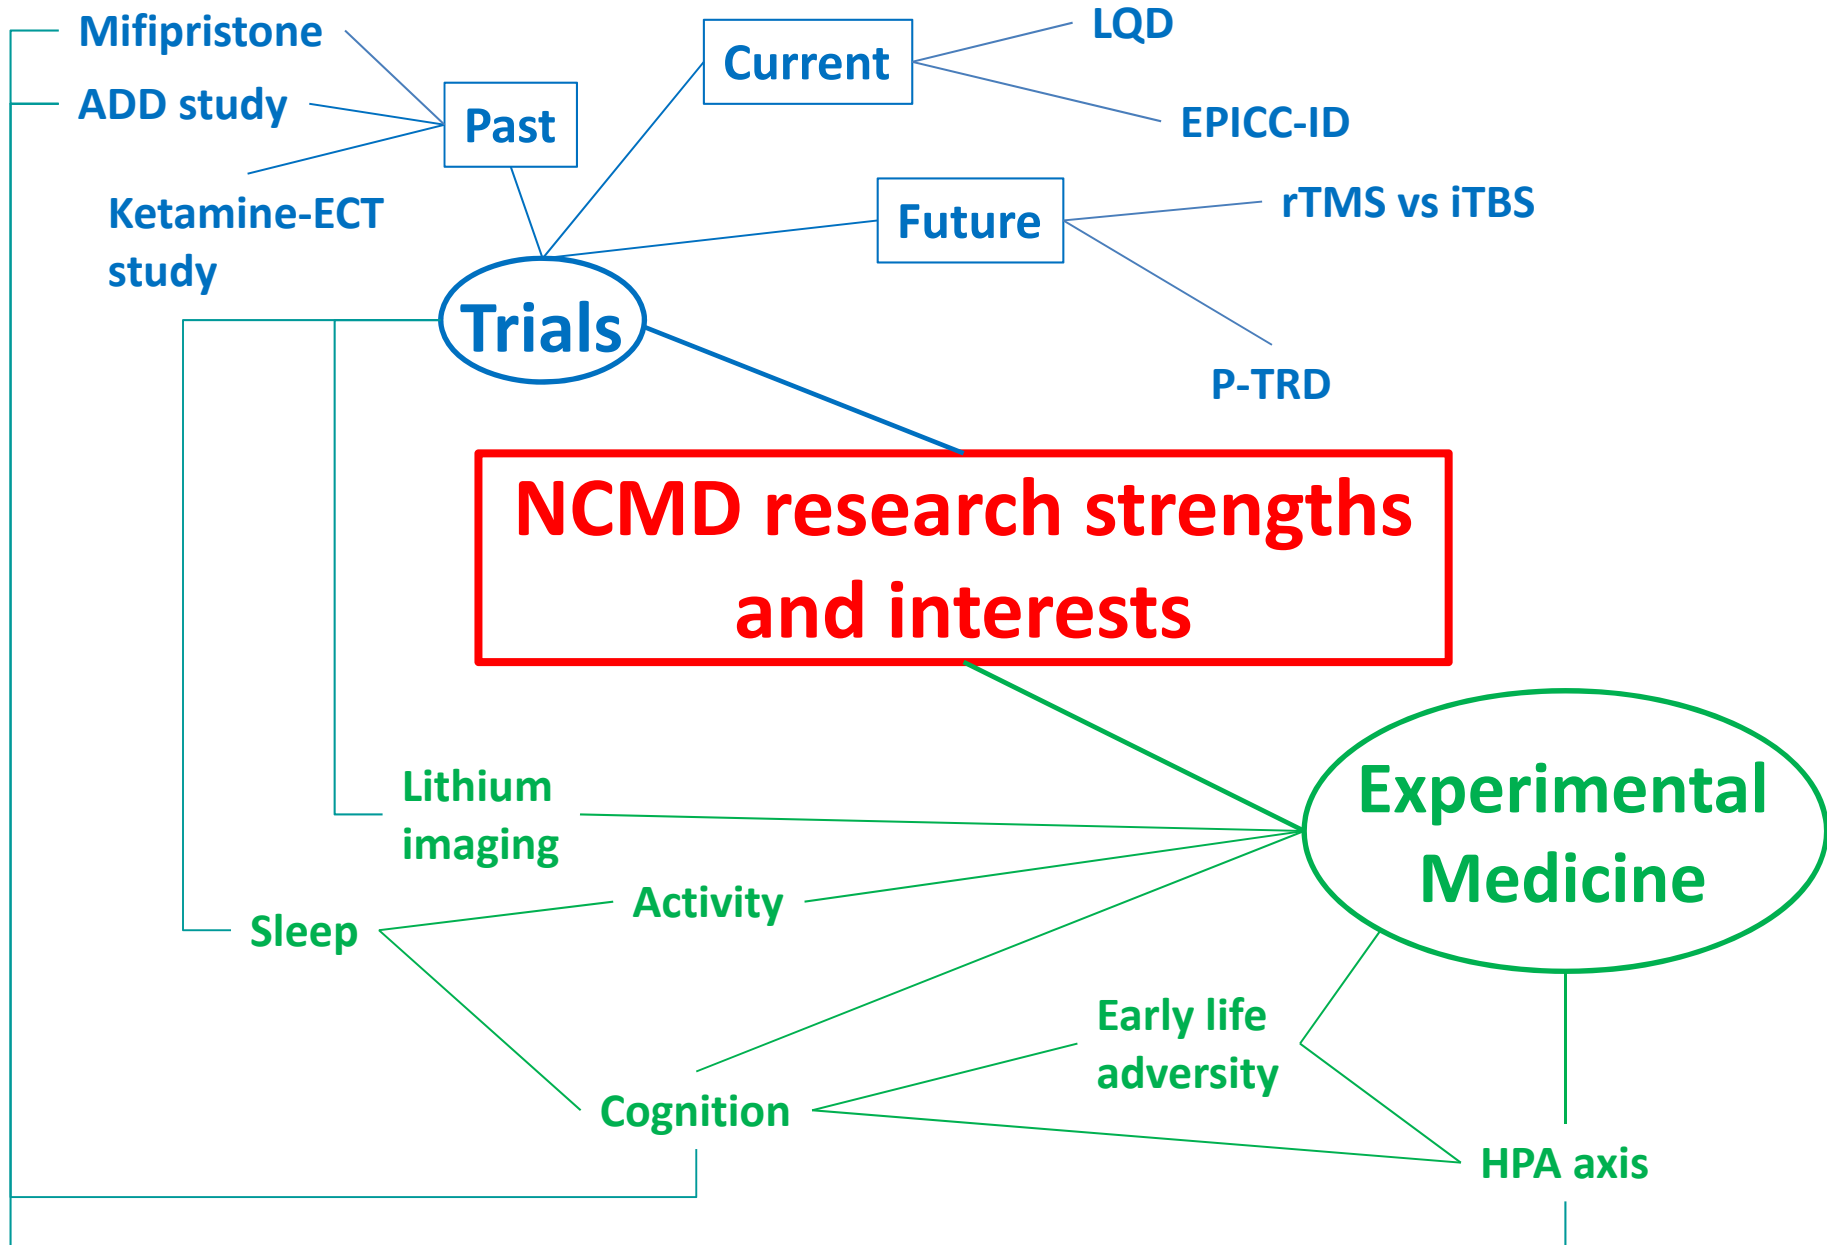 Mifipristone
ADD study
Ketamine-ECT
study
Past
Current
LQD
EPICC-ID
Future
rTMS vs iTBS
P-TRD
Trials
NCMD research strengths
and interests
Experimental
Medicine
Lithium
imaging
Activity
Sleep
Early life
adversity
Cognition
HPA axis